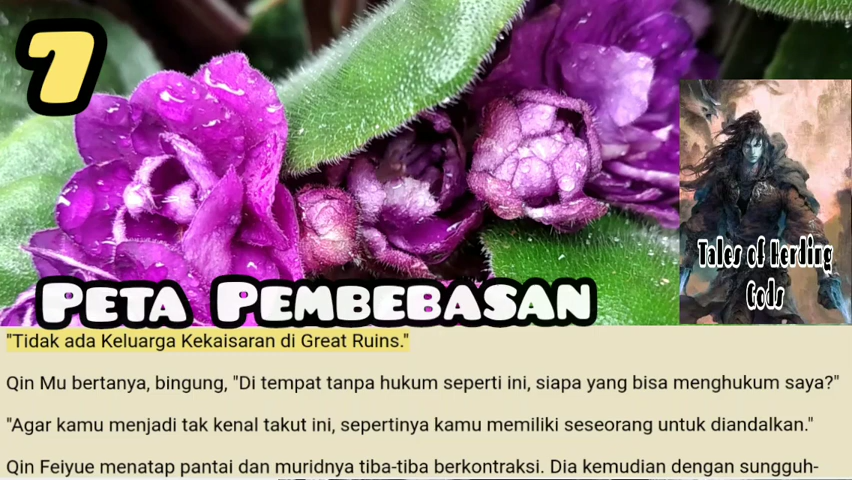 7
Tales of Herding
Gods
PETA PEMBEBASAN
"Tidak ada Keluarga Kekaisaran di Great Ruins."
Qin Mu bertanya, bingung, "Di tempat tanpa hukum seperti ini, siapa yang bisa menghukum saya?"
"Agar kamu menjadi tak kenal takut ini, sepertinya kamu memiliki seseorang untuk diandalkan."
Qin Feiyue menatap pantai dan muridnya tiba-tiba berkontraksi. Dia kemudian dengan sungguh-